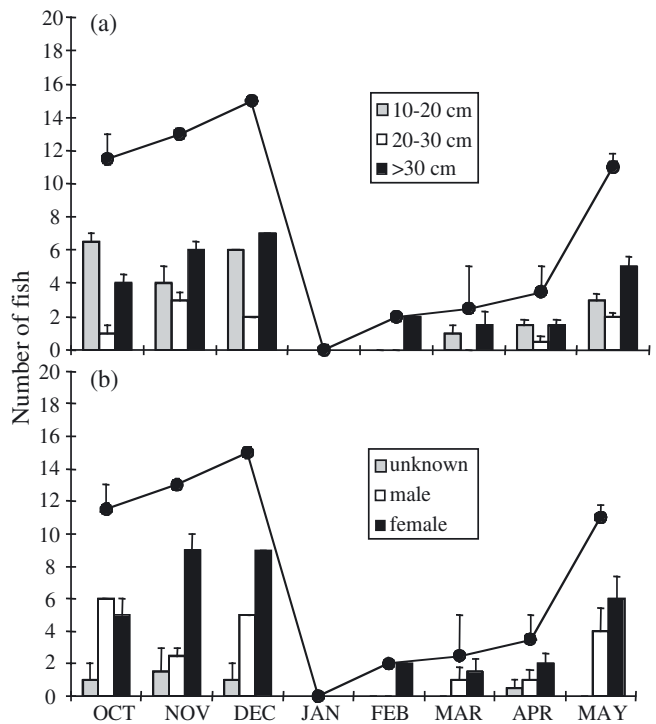 (a)
20
18
16
14
12
10
8
6
4
2
0
10-20 cm
20-30 cm
>30 cm
Number of fish
(b)
20
18
16
14
12
10
8
6
4
2
0
unknown
male
female
OCT NOV DEC JAN FEB MAR APR MAY